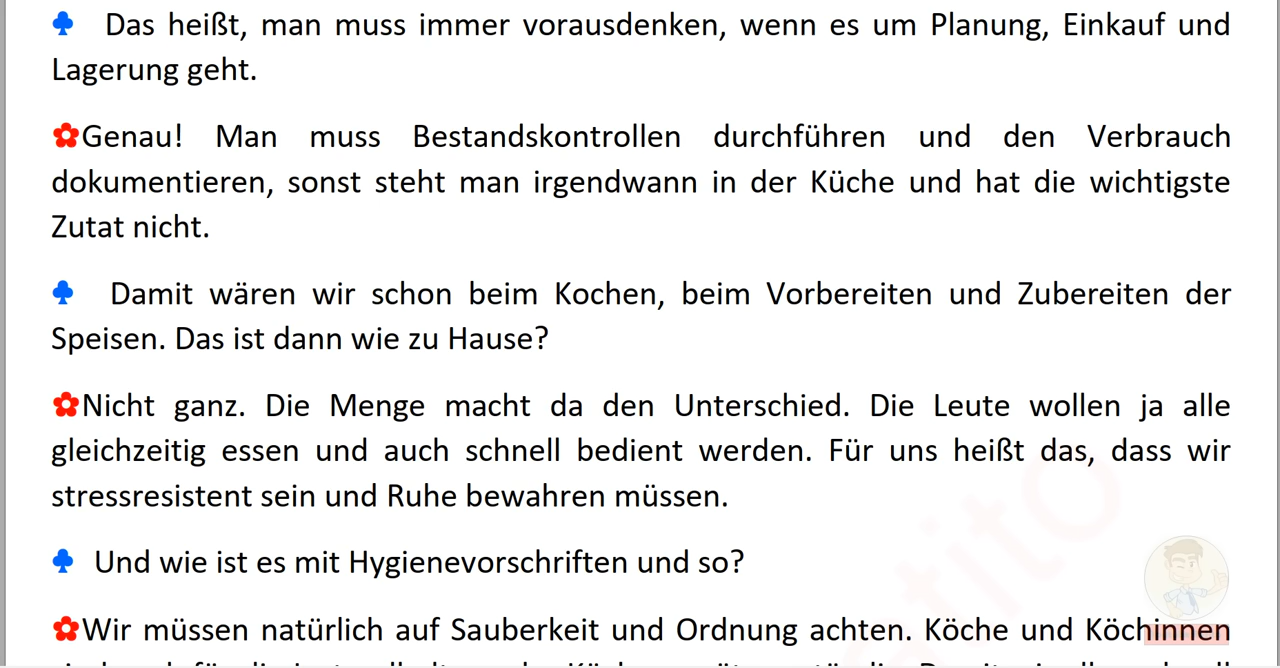 ♣ Das heißt, man muss immer vorausdenken, wenn es um Planung, Einkauf und
Lagerung geht.
✿Genau! Man muss Bestandskontrollen durchführen und den Verbrauch
dokumentieren, sonst steht man irgendwann in der Küche und hat die wichtigste
Zutat nicht.
♣ Damit wären wir schon beim Kochen, beim Vorbereiten und Zubereiten der
Speisen. Das ist dann wie zu Hause?
✿Nicht ganz. Die Menge macht da den Unterschied. Die Leute wollen ja alle
gleichzeitig essen und auch schnell bedient werden. Für uns heißt das, dass wir
stressresistent sein und Ruhe bewahren müssen.
♣ Und wie ist es mit Hygienevorschriften und so?
✿Wir müssen natürlich auf Sauberkeit und Ordnung achten. Köche und Köchinnen